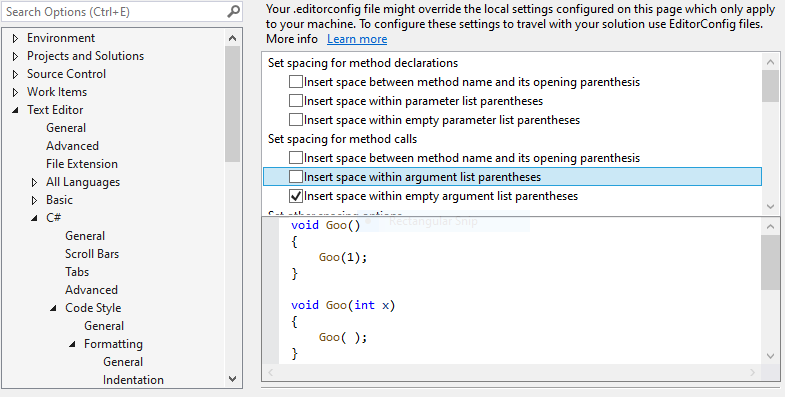 Search Options (Ctrl+E)
Environment
Projects and Solutions
Source Control
Work Items
Text Editor
General
Advanced
File Extension
All Languages
Basic
C#
General
Scroll Bars
Tabs
Advanced
Code Style
General
Formatting
General
Indentation
Your .editorconfig file might override the local settings configured on this page which only apply
to your machine. To configure these settings to travel with your solution use EditorConfig files.
More info Learn more
Set spacing for method declarations
Insert space between method name and its opening parenthesis
Insert space within parameter list parentheses
Insert space within empty parameter list parentheses
Set spacing for method calls
Insert space between method name and its opening parenthesis
Insert space within argument list parentheses
Insert space within empty argument list parentheses
Set other spacing options
Rectangular Snip
void Goo()
{
Goo(1);
}
void Goo(int x)
{
Goo( );
}